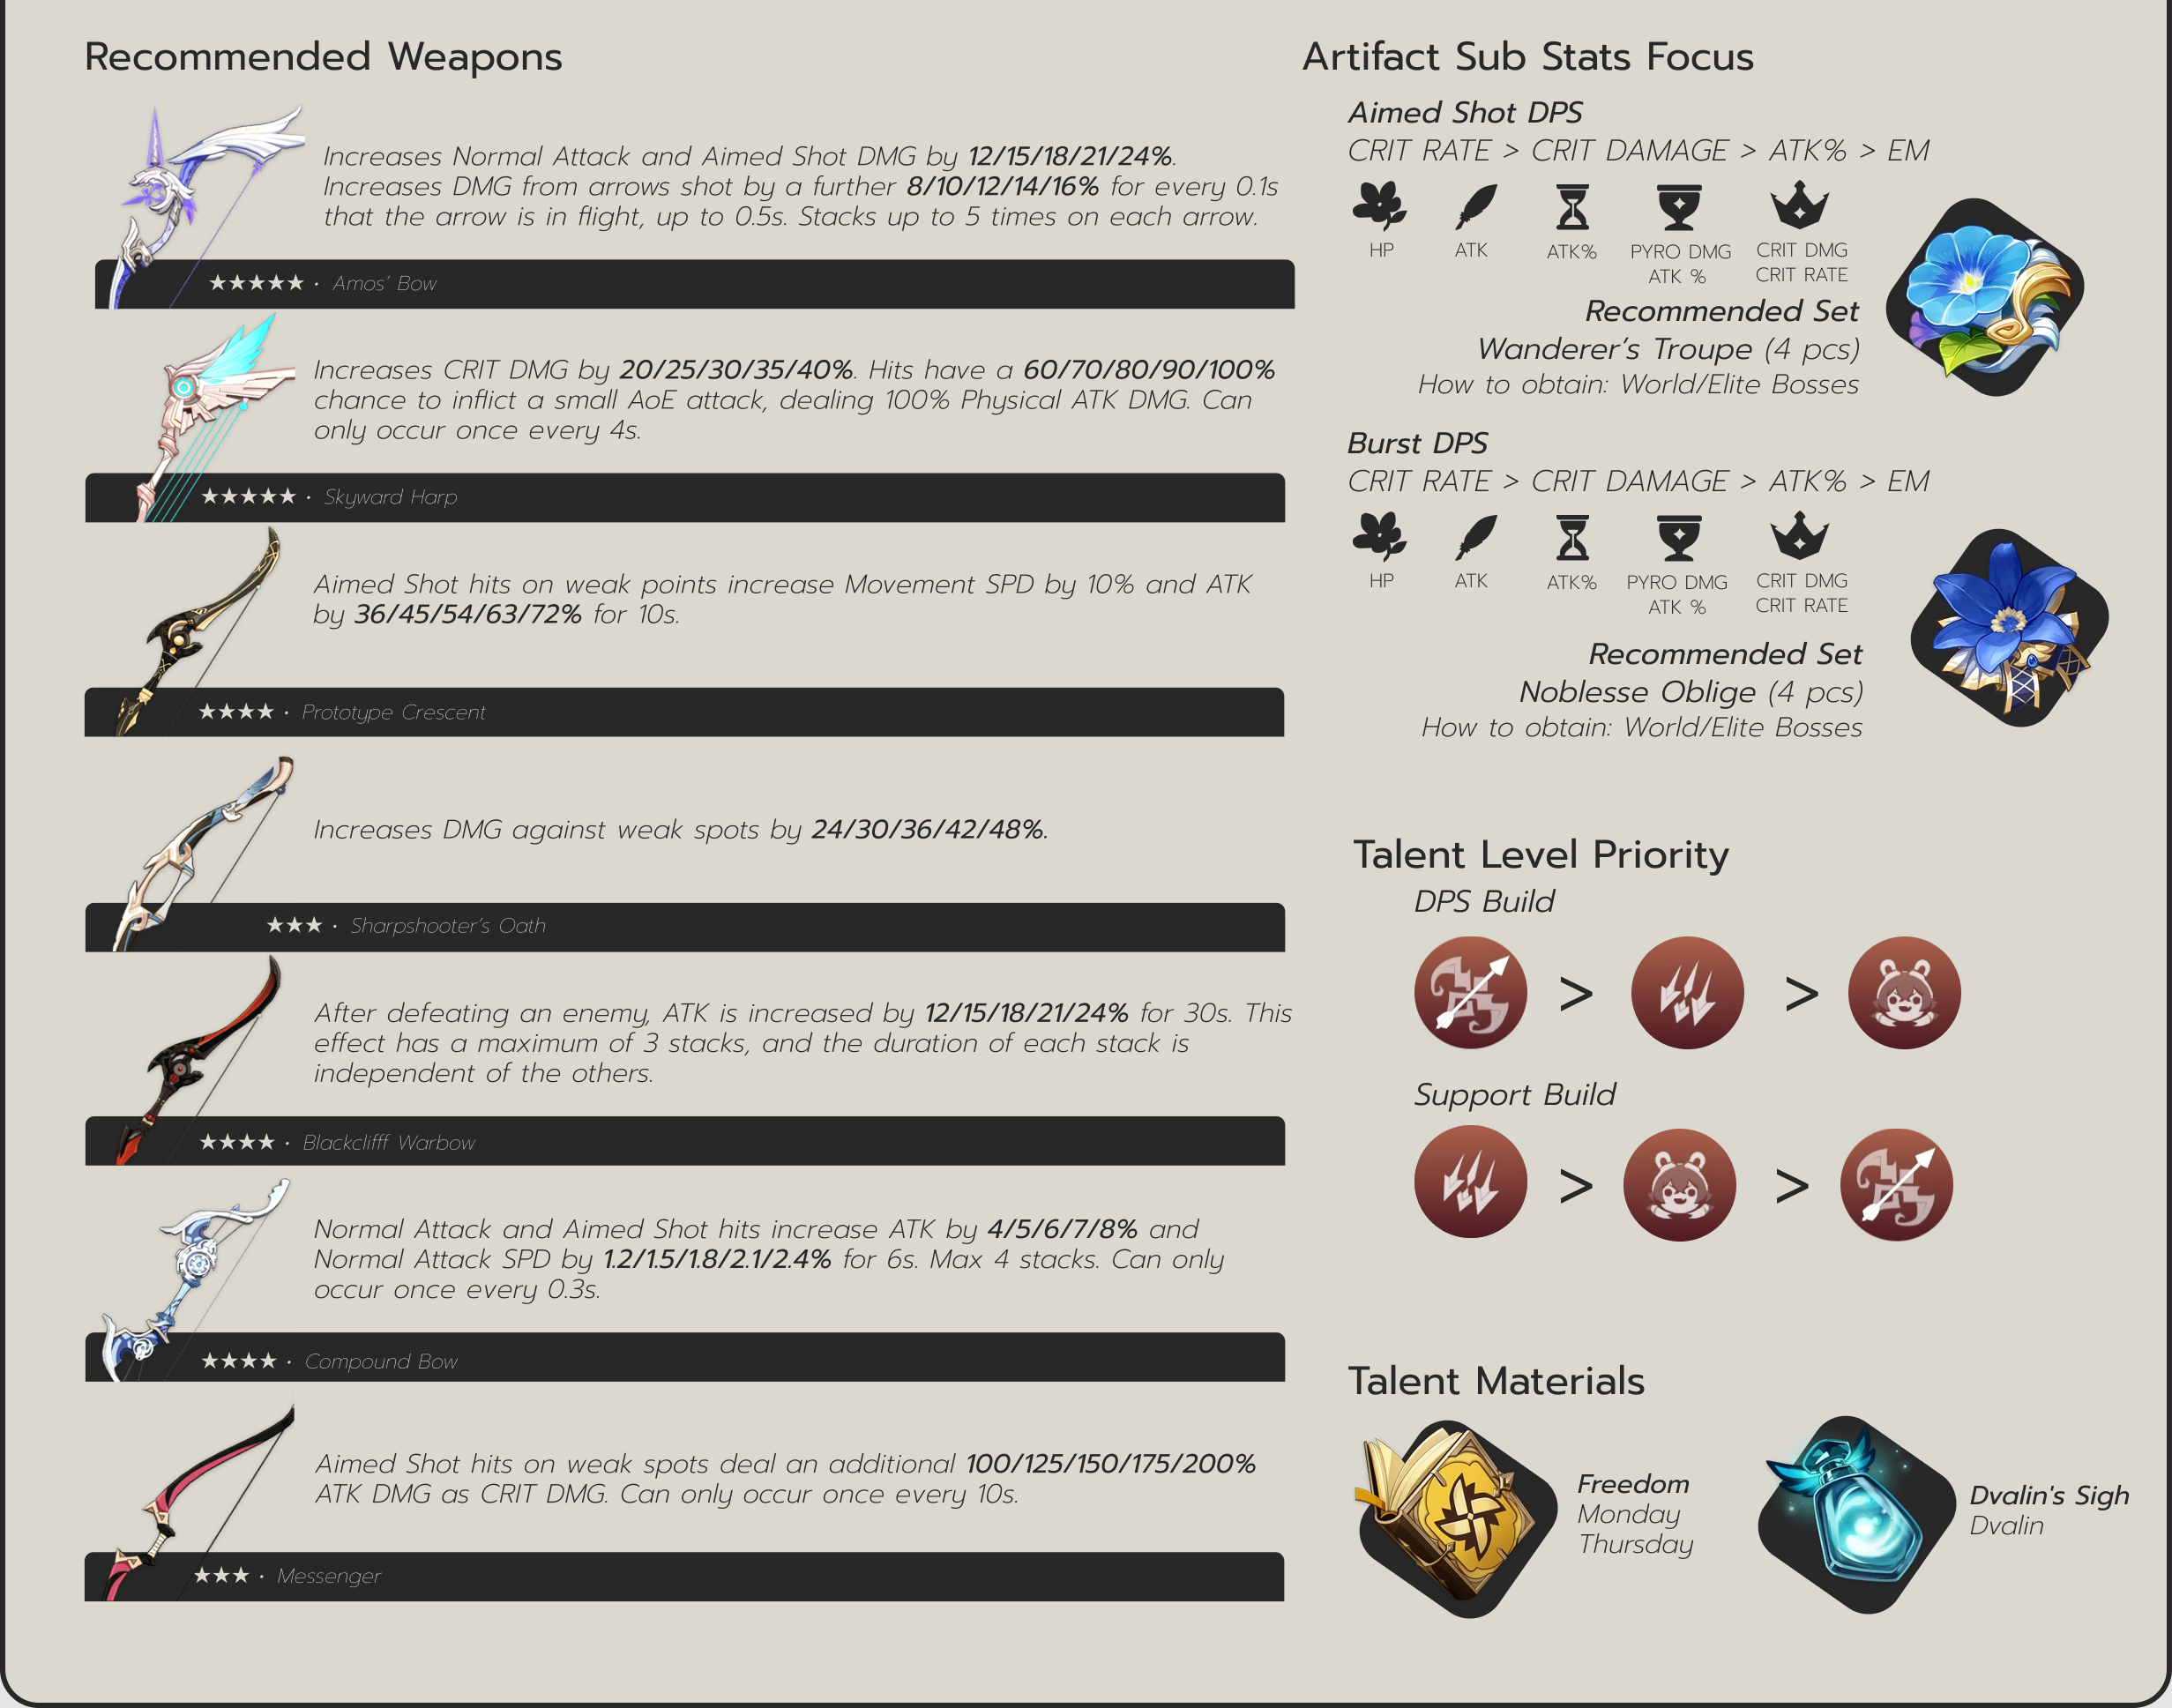 Recommended Weapons
Increases Normal Attack and Aimed Shot DMG by 12/15/18/21/24%.
Increases DMG from arrows shot by a further 8/10/12/14/16% for every 0.1s
that the arrow is in flight, up to 0.5s. Stacks up to 5 times on each arrow.
★★★★★ · Amos' Bow
Increases CRIT DMG by 20/25/30/35/40%. Hits have a 60/70/80/90/100%
chance to inflict a small AoE attack, dealing 100% Physical ATK DMG. Can
only occur once every 4s.
★★★★★ · Skyward Harp
Aimed Shot hits on weak points increase Movement SPD by 10% and ATK
by 36/45/54/63/72% for 10s.
★★★★ · Prototype Crescent
Increases DMG against weak spots by 24/30/36/42/48%.
★★★ · Sharpshooter's Oath
After defeating an enemy, ATK is increased by 12/15/18/21/24% for 30s. This
effect has a maximum of 3 stacks, and the duration of each stack is
independent of the others.
★★★★ · Blackclifff Warbow
Normal Attack and Aimed Shot hits increase ATK by 4/5/6/7/8% and
Normal Attack SPD by 1.2/1.5/1.8/2.1/2.4% for 6s. Max 4 stacks. Can only
occur once every 0.3s.
★★★★ · Compound Bow
Aimed Shot hits on weak spots deal an additional 100/125/150/175/200%
ATK DMG as CRIT DMG. Can only occur once every 10s.
★★★ · Messenger
Artifact Sub Stats Focus
Aimed Shot DPS
CRIT RATE > CRIT DAMAGE > ATK% > EM
HP ATK ATK% PYRO DMG CRIT DMG
ATK % CRIT RATE
Recommended Set
Wanderer's Troupe (4 pcs)
How to obtain: World/Elite Bosses
Burst DPS
CRIT RATE > CRIT DAMAGE > ATK% > EM
HP ATK ATK% PYRO DMG CRIT DMG
ATK % CRIT RATE
Recommended Set
Noblesse Oblige (4 pcs)
How to obtain: World/Elite Bosses
Talent Level Priority
DPS Build
> >
Support Build
> >
Talent Materials
Freedom
Monday
Thursday
Dvalin's Sigh
Dvalin